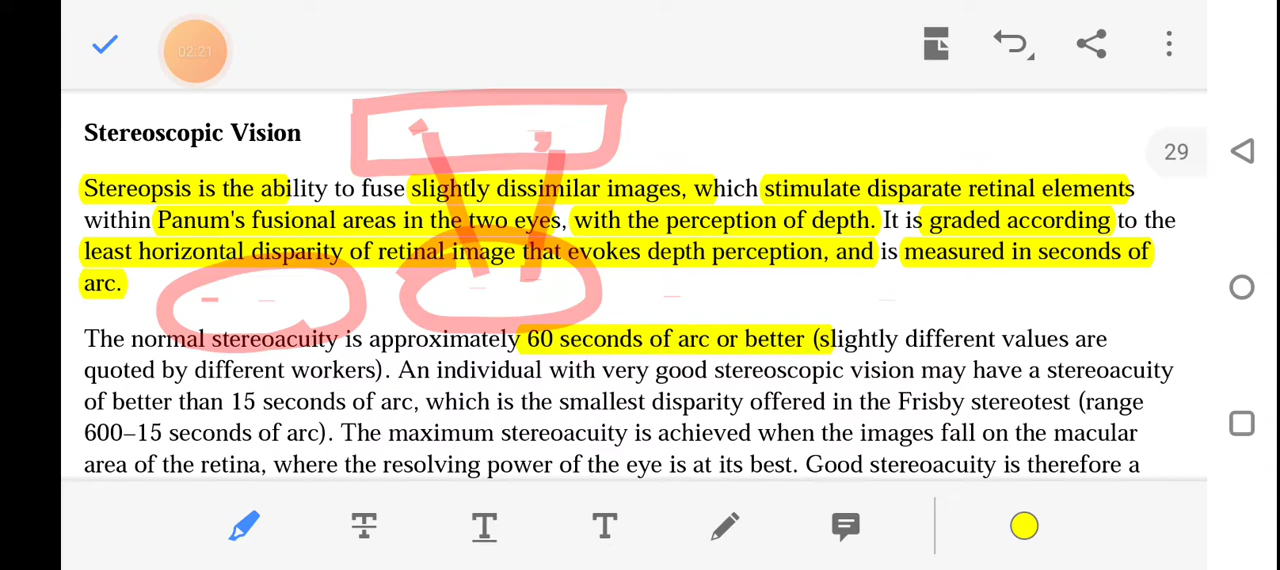 02:21
Stereoscopic Vision
29
Stereopsis is the ability to fuse slightly dissimilar images, which stimulate disparate retinal elements
within Panum's fusional areas in the two eyes, with the perception of depth. It is graded according to the
least horizontal disparity of retinal image that evokes depth perception, and is measured in seconds of
arc.
The normal stereoacuity is approximately 60 seconds of arc or better (slightly different values are
quoted by different workers). An individual with very good stereoscopic vision may have a stereoacuity
of better than 15 seconds of arc, which is the smallest disparity offered in the Frisby stereotest (range
600–15 seconds of arc). The maximum stereoacuity is achieved when the images fall on the macular
area of the retina, where the resolving power of the eye is at its best. Good stereoacuity is therefore a